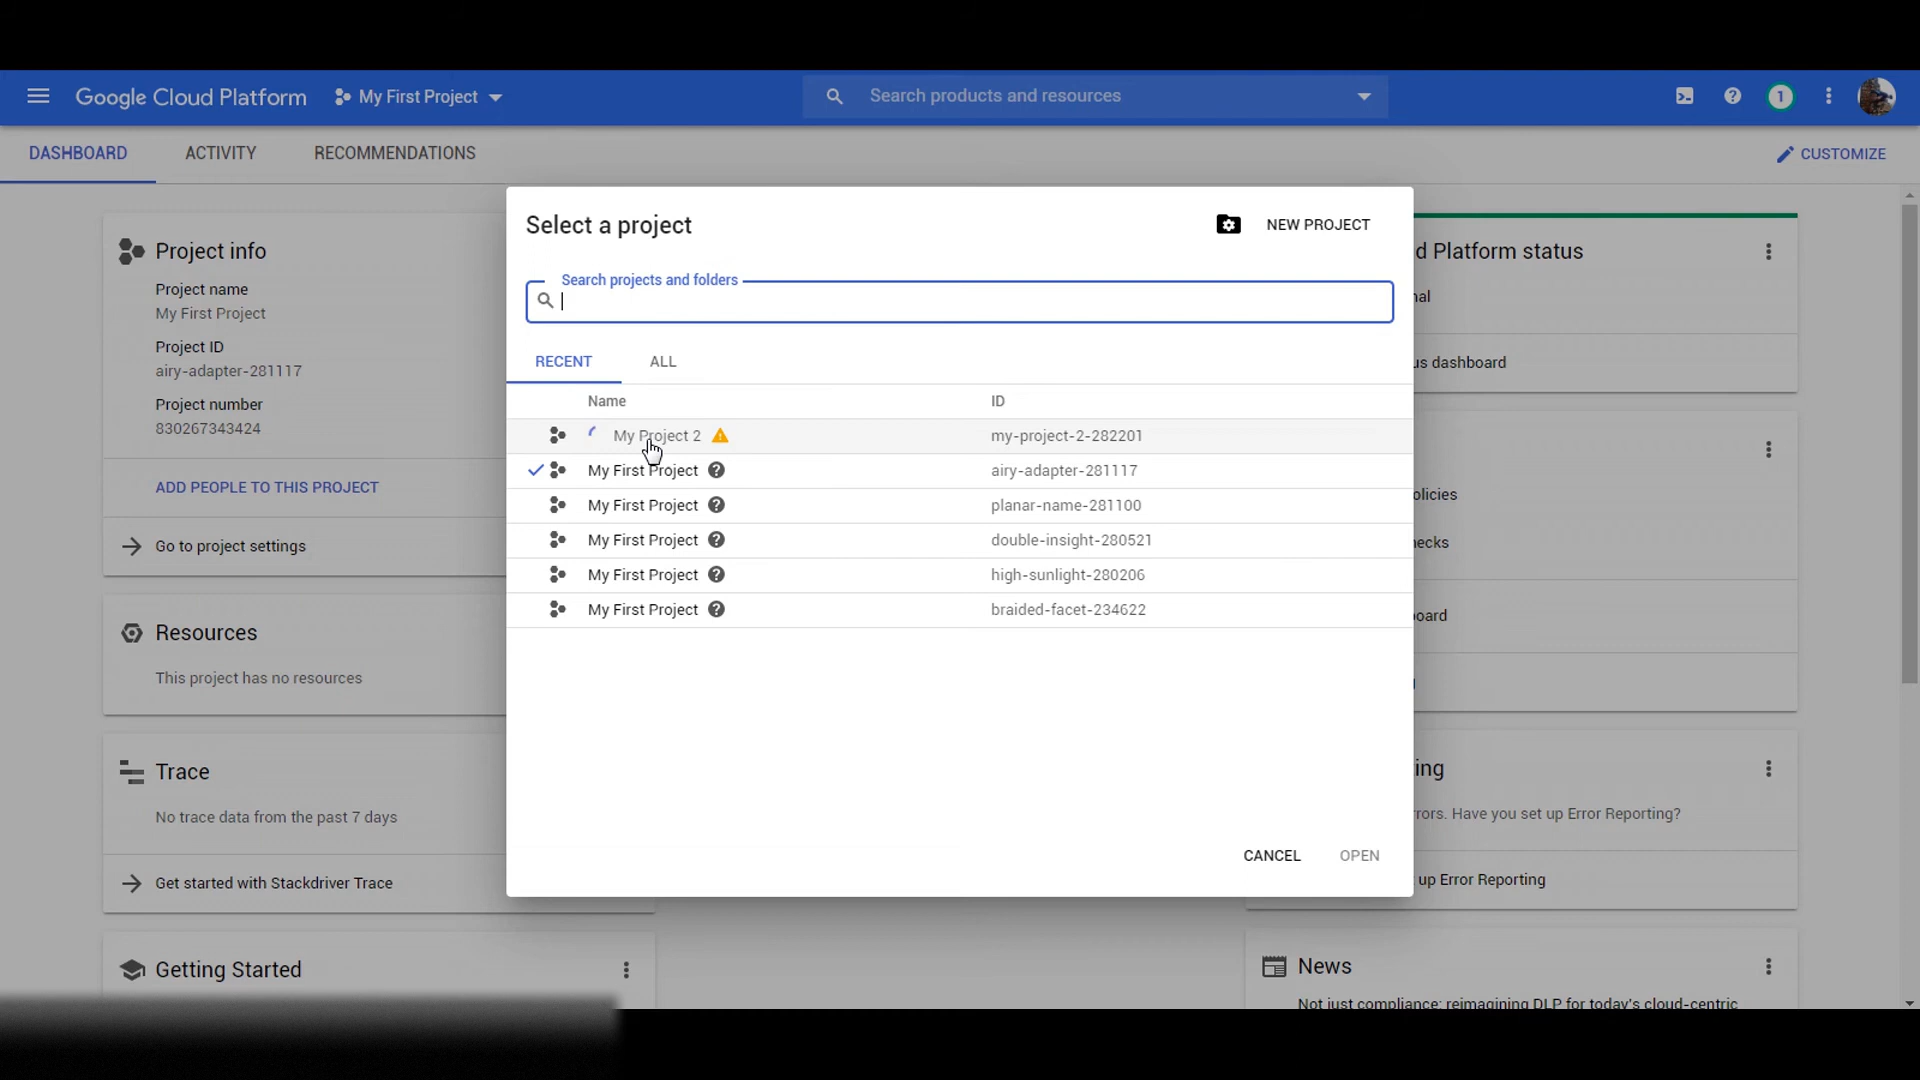 Google Cloud Platform My First Project Search products and resources 1
DASHBOARD ACTIVITY RECOMMENDATIONS CUSTOMIZE
Select a project NEW PROJECT
Project info d Platform status
Search projects and folders
Project name
My First Project nal
Project ID
airy-adapter-281117 us dashboard
RECENT ALL
Project number
830267343424
Name ID
My Project 2 my-project-2-282201
My First Project airy-adapter-281117
My First Project planar-name-281100
My First Project double-insight-280521
My First Project high-sunlight-280206
My First Project braided-facet-234622
ADD PEOPLE TO THIS PROJECT olicies
Go to project settings hecks
Resources board
This project has no resources
Trace ing
No trace data from the past 7 days rors. Have you set up Error Reporting?
CANCEL OPEN
Get started with Stackdriver Trace up Error Reporting
Getting Started News
Not just compliance: reimagining DLP for today's cloud-centric